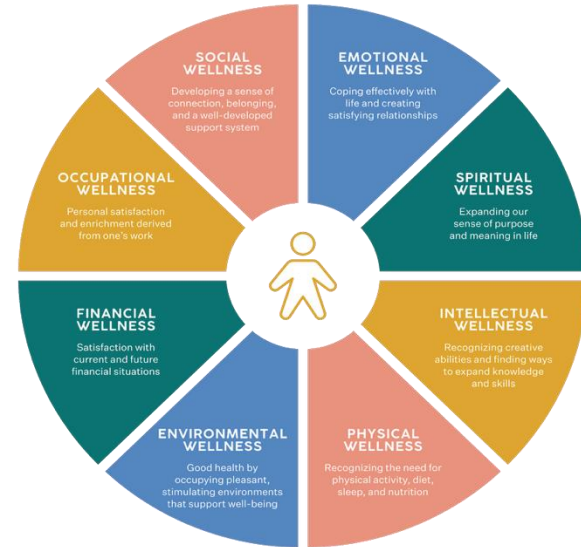 SOCIAL
WELLNESS
Developing a sense of
connection, belonging,
and a well-developed
support system
EMOTIONAL
WELLNESS
Coping effectively with
life and creating
satisfying relationships
SPIRITUAL
WELLNESS
Expanding our
sense of purpose
and meaning in life
INTELLECTUAL
WELLNESS
Recognizing creative
abilities and finding ways
to expand knowledge
and skills
PHYSICAL
WELLNESS
Recognizing the need for
physical activity, diet,
sleep, and nutrition
ENVIRONMENTAL
WELLNESS
Good health by
occupying pleasant,
stimulating environments
that support well-being
FINANCIAL
WELLNESS
Satisfaction with
current and future
financial situations
OCCUPATIONAL
WELLNESS
Personal satisfaction
and enrichment derived
from one's work